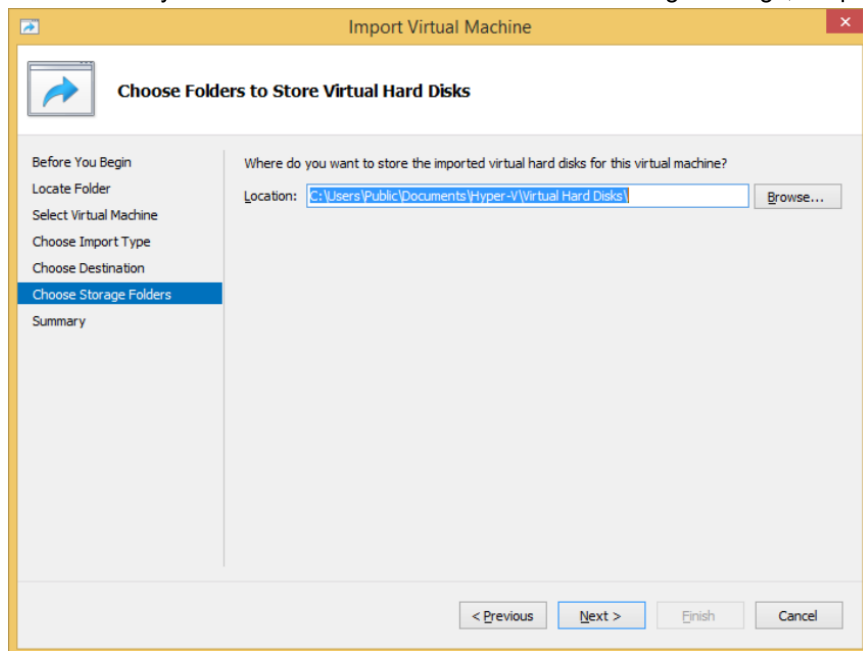 Import Virtual Machine
Choose Folders to Store Virtual Hard Disks
Before You Begin
Locate Folder
Select Virtual Machine
Choose Import Type
Choose Destination
Choose Storage Folders
Summary
Where do you want to store the imported virtual hard disks for this virtual machine?
Location: C:\Users\Public\Documents\Hyper-V\Virtual Hard Disks\ Browse...
< Previous Next > Finish Cancel